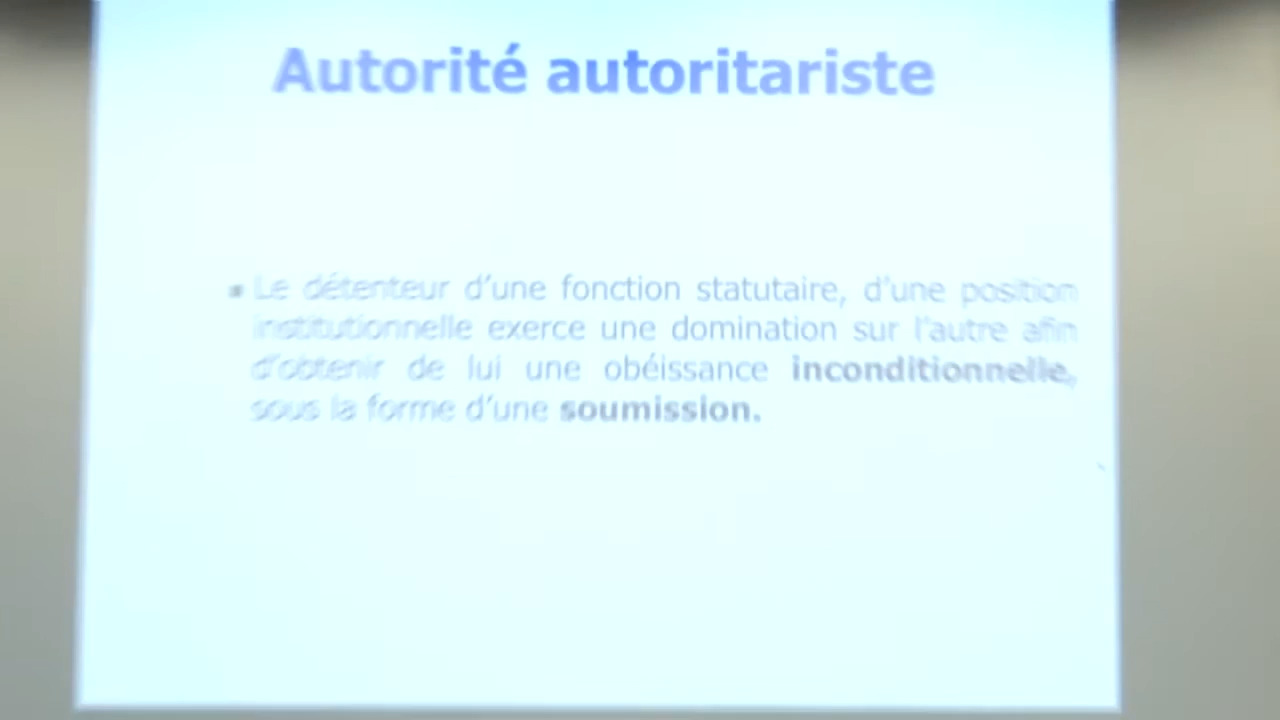 Autorité autoritariste
Le détenteur d'une fonction statutaire, d'une position
institutionnelle exerce une domination sur l'autre afin
d'obtenir de lui une obéissance inconditionnelle,
sous la forme d'une soumission.